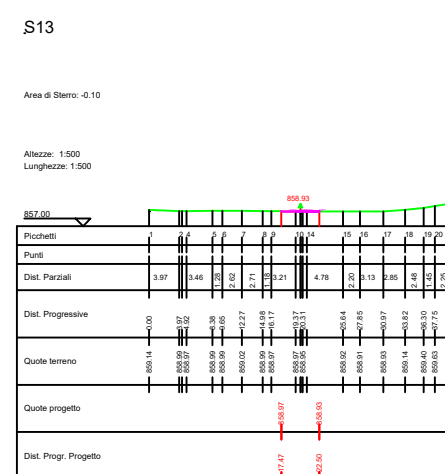 S13
Area di Sterro: -0.10
Altezze: 1:500
Lunghezze: 1:500
858.93
857.00
Picchetti 1 2 4 5 6 7 8 9 10 14 15 16 17 18 19 20
Punti
Dist. Parziali 3.97 3.46 1.28 2.62 2.71 1.18 3.21 4.78 2.20 3.13 2.85 2.48 1.45 2.25
Dist. Progressive 0.00 3.97 4.92 8.38 9.65 12.27 14.98 16.17 19.37 20.31 25.64 27.85 30.97 33.82 36.30 37.75
Quote terreno 859.14 858.99 858.97 858.99 858.99 859.02 858.99 858.97 858.97 858.95 858.92 858.91 858.93 859.14 859.40 859.63
Quote progetto 858.97 858.93
Dist. Progr. Progetto 17.47 22.50